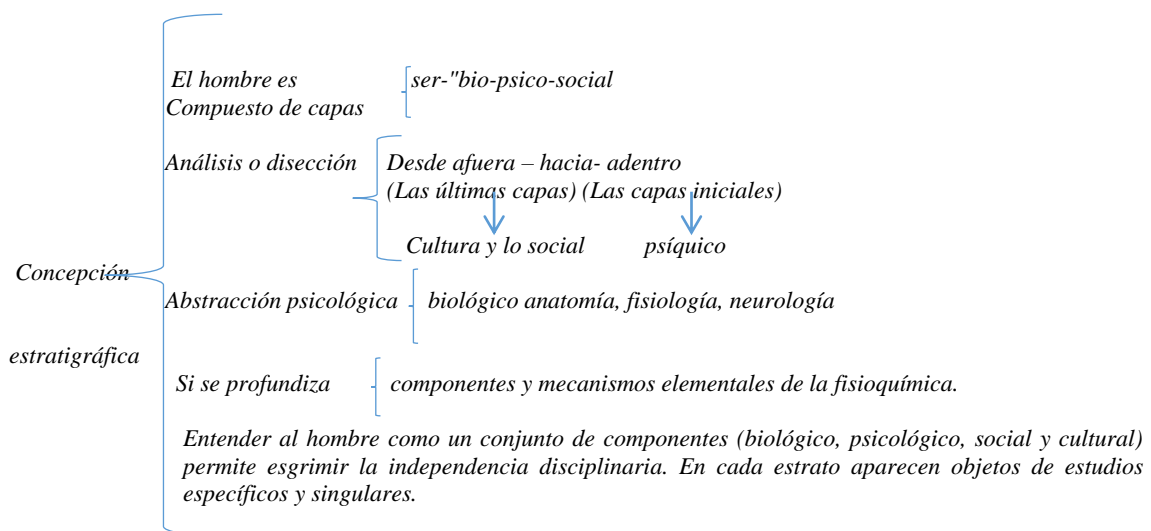 El hombre es
Compuesto de capas
ser-"bio-psico-social
Análisis o disección
Desde afuera – hacia- adentro
(Las últimas capas) (Las capas iniciales)
Cultura y lo social psíquico
Concepción
estratigráfica
Abstracción psicológica
biológico anatomía, fisiología, neurología
Si se profundiza
componentes y mecanismos elementales de la fisioquímica.
Entender al hombre como un conjunto de componentes (biológico, psicológico, social y cultural)
permite esgrimir la independencia disciplinaria. En cada estrato aparecen objetos de estudios
específicos y singulares.